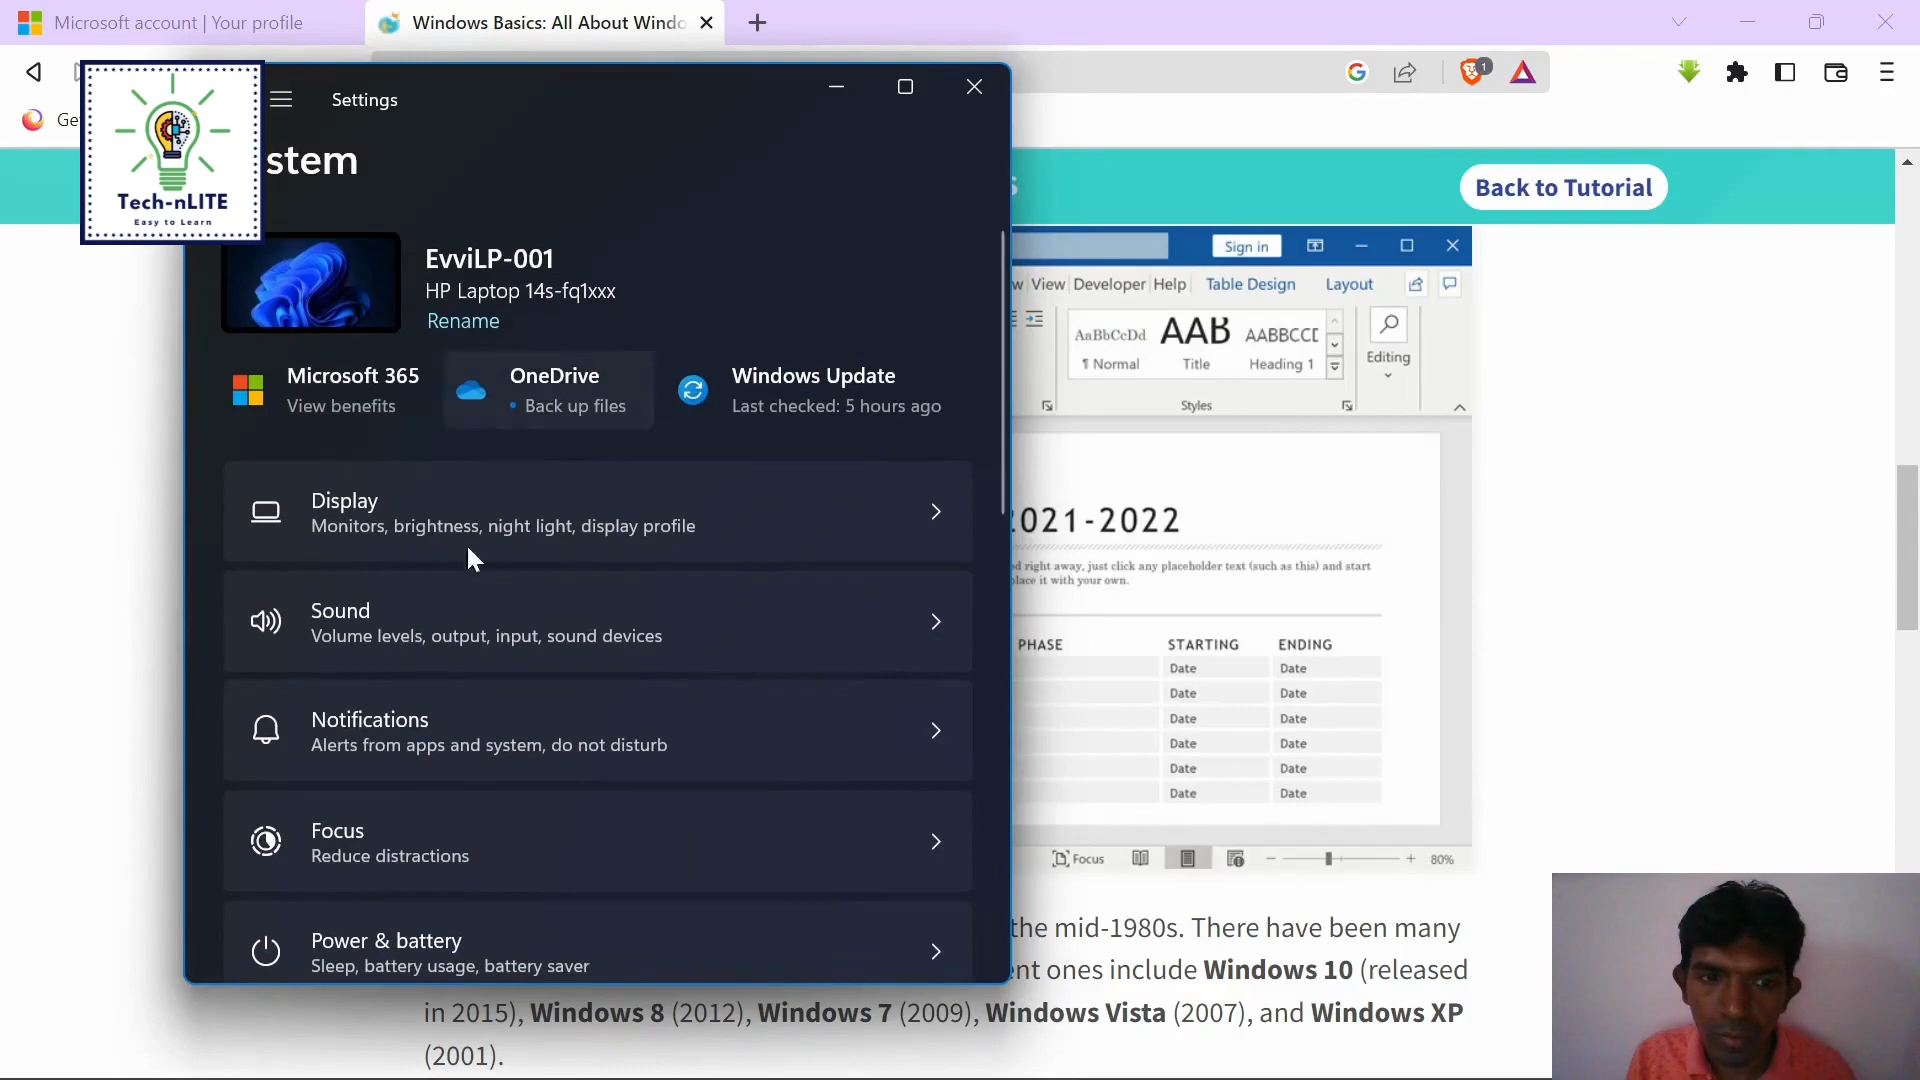 Microsoft account | Your profile
Windows Basics: All About Windo
1
Ge
Tech-nLITE
Easy to Learn
Settings
stem
s
Back to Tutorial
EvviLP-001
HP Laptop 14s-fq1xxx
Rename
Microsoft 365
View benefits
OneDrive
• Back up files
Windows Update
Last checked: 5 hours ago
Display
Monitors, brightness, night light, display profile
Sound
Volume levels, output, input, sound devices
Notifications
Alerts from apps and system, do not disturb
Focus
Reduce distractions
Power & battery
Sleep, battery usage, battery saver
Sign in
w View Developer Help Table Design Layout
AaBbCcDd AAB AABBCCD
¶ Normal Title Heading 1
Editing
Styles
2021-2022
d right away, just click any placeholder text (such as this) and start
lace it with your own.
PHASE STARTING ENDING
Date Date
Date Date
Date Date
Date Date
Date Date
Date Date
Focus 80%
the mid-1980s. There have been many
nt ones include Windows 10 (released
in 2015), Windows 8 (2012), Windows 7 (2009), Windows Vista (2007), and Windows XP
(2001).